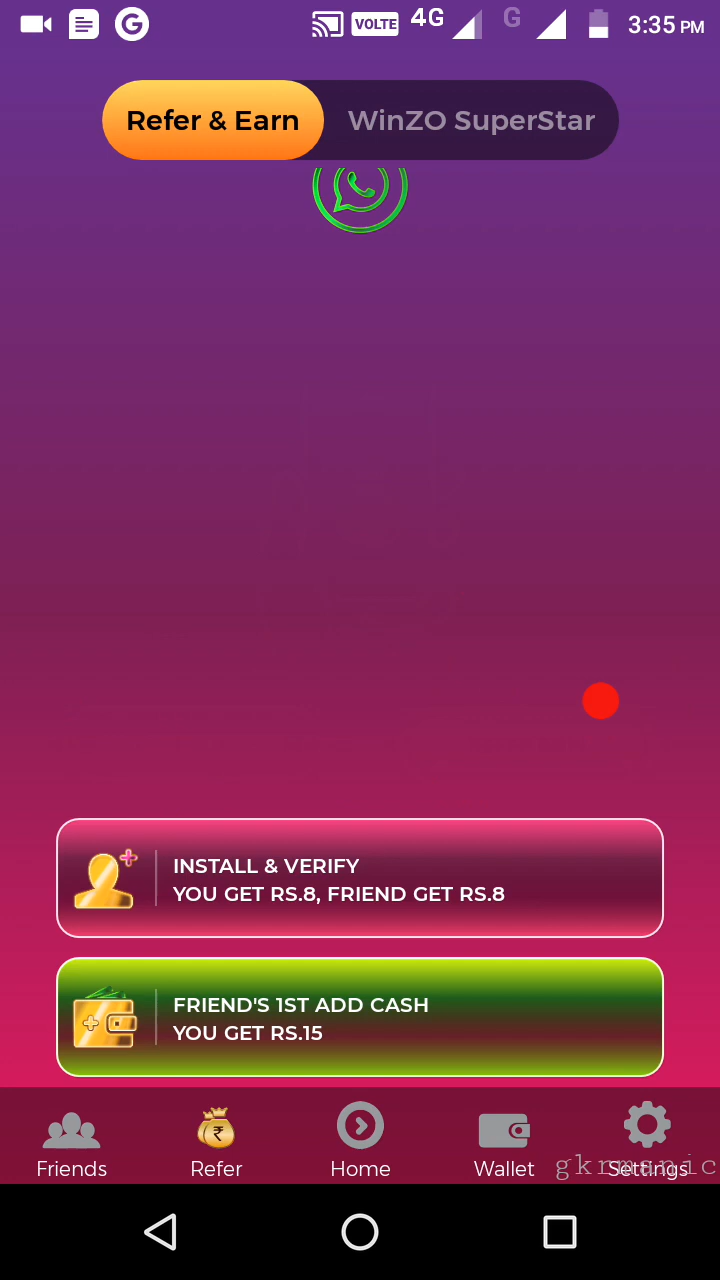 VOLTE 4G G 3:35 PM
Refer & Earn WinZO SuperStar
INSTALL & VERIFY
YOU GET RS.8, FRIEND GET RS.8
FRIEND'S 1ST ADD CASH
YOU GET RS.15
Friends Refer Home Wallet Settings
gkrmanic